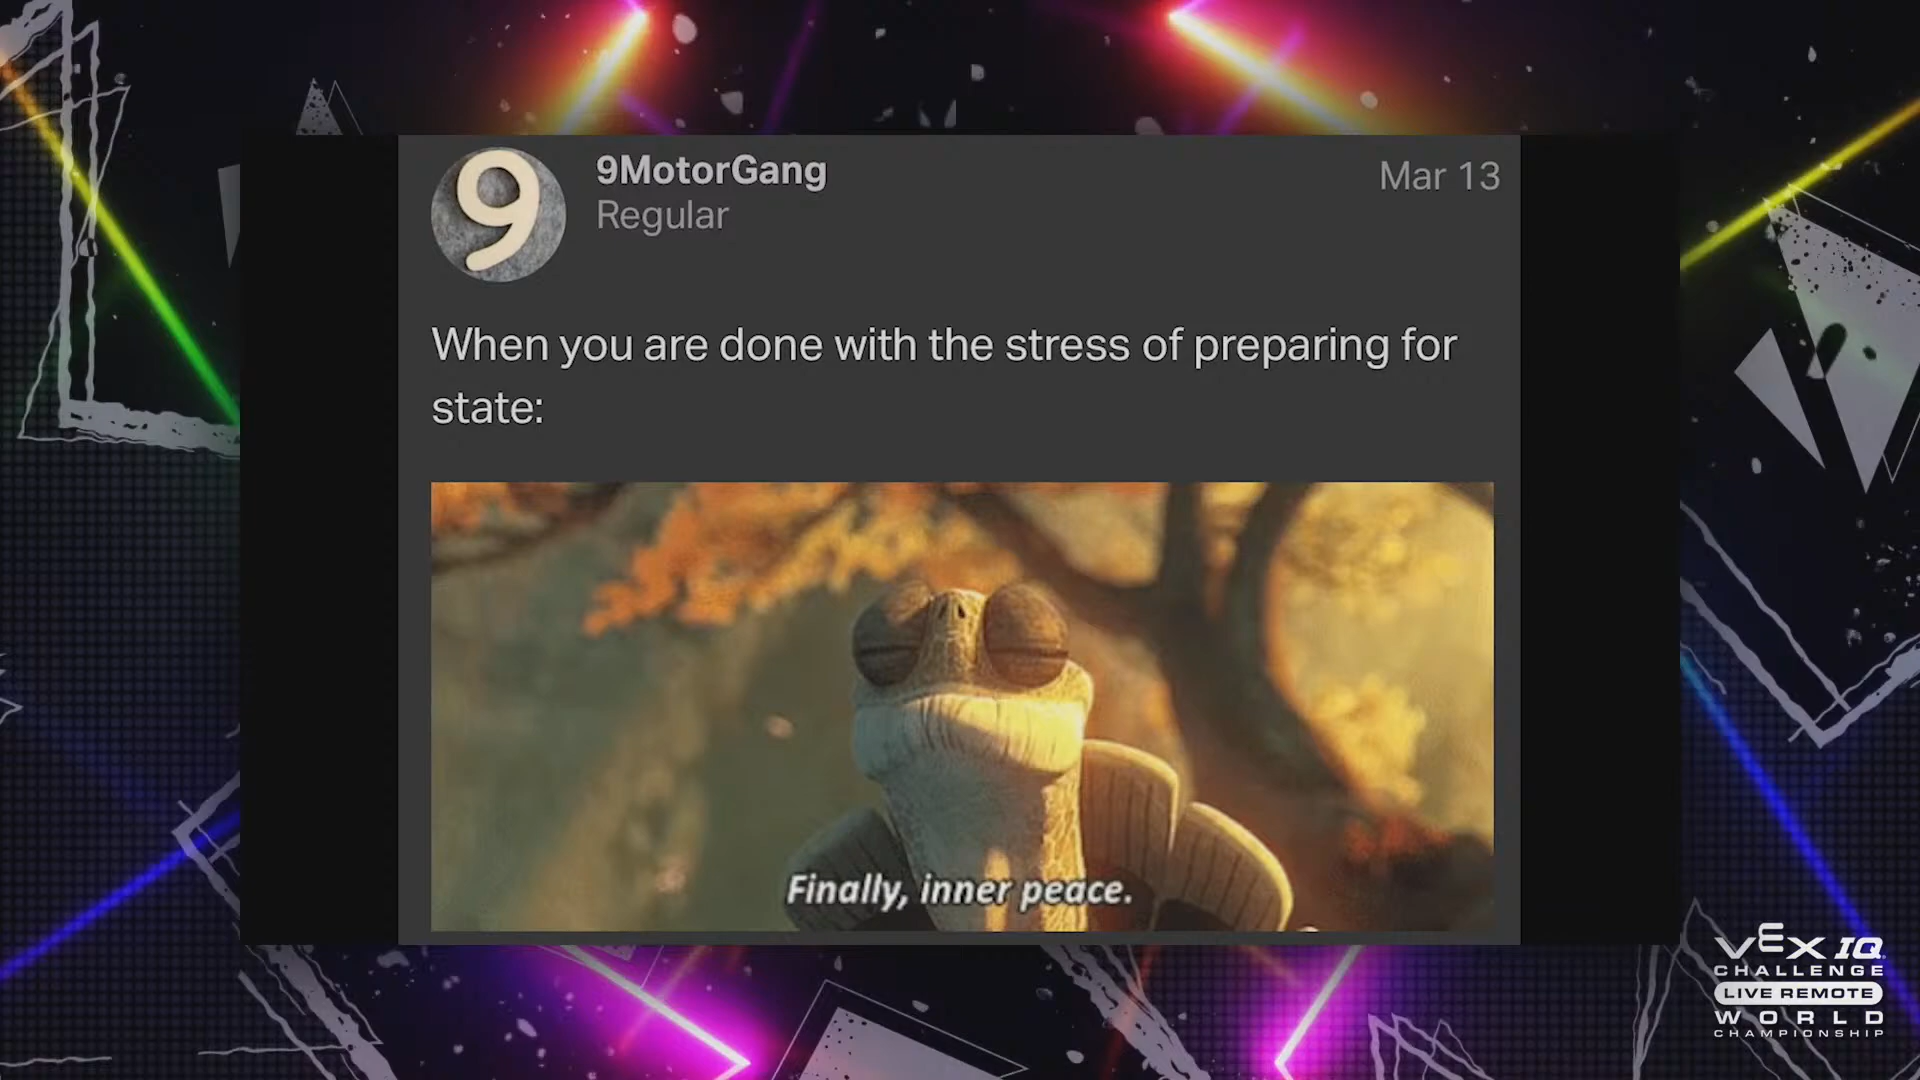 9
9MotorGang
Mar 13
Regular
When you are done with the stress of preparing for
state:
Finally, inner peace.
VEX IQ
CHALLENGE
LIVE REMOTE
WORLD
CHAMPIONSHIP